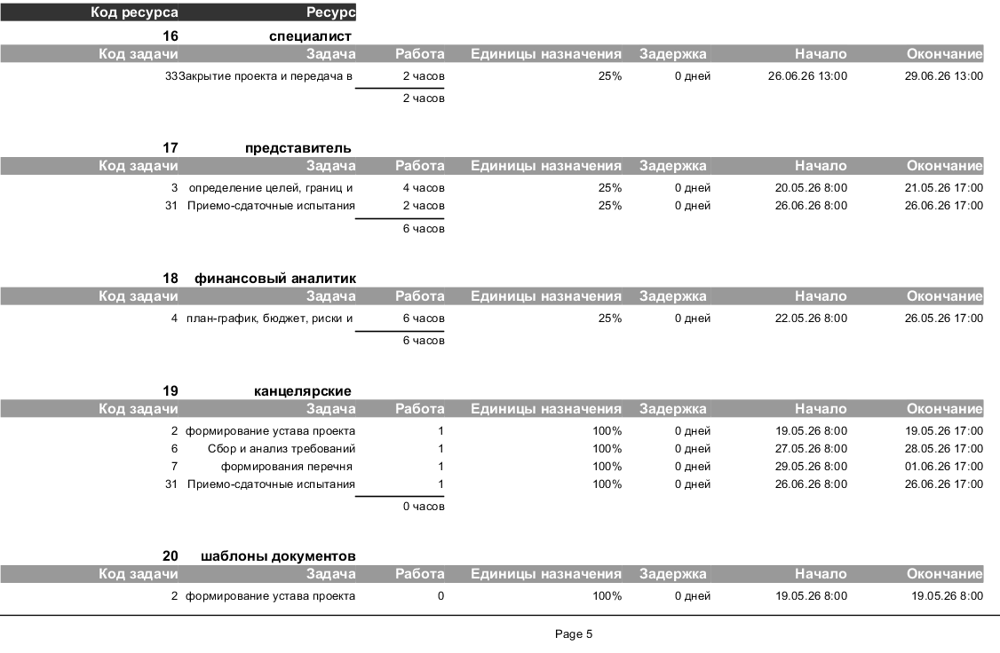 Код ресурса Ресурс
16 специалист
Код задачи Задача Работа Единицы назначения Задержка Начало Окончание
33 Закрытие проекта и передача в 2 часов 25% 0 дней 26.06.26 13:00 29.06.26 13:00
2 часов
17 представитель
Код задачи Задача Работа Единицы назначения Задержка Начало Окончание
3 определение целей, границ и 4 часов 25% 0 дней 20.05.26 8:00 21.05.26 17:00
31 Приемо-сдаточные испытания 2 часов 25% 0 дней 26.06.26 8:00 26.06.26 17:00
6 часов
18 финансовый аналитик
Код задачи Задача Работа Единицы назначения Задержка Начало Окончание
4 план-график, бюджет, риски и 6 часов 25% 0 дней 22.05.26 8:00 26.05.26 17:00
6 часов
19 канцелярские
Код задачи Задача Работа Единицы назначения Задержка Начало Окончание
2 формирование устава проекта 1 100% 0 дней 19.05.26 8:00 19.05.26 17:00
6 Сбор и анализ требований 1 100% 0 дней 27.05.26 8:00 28.05.26 17:00
7 формирования перечня 1 100% 0 дней 29.05.26 8:00 01.06.26 17:00
31 Приемо-сдаточные испытания 1 100% 0 дней 26.06.26 8:00 26.06.26 17:00
0 часов
20 шаблоны документов
Код задачи Задача Работа Единицы назначения Задержка Начало Окончание
2 формирование устава проекта 0 100% 0 дней 19.05.26 8:00 19.05.26 8:00
Page 5